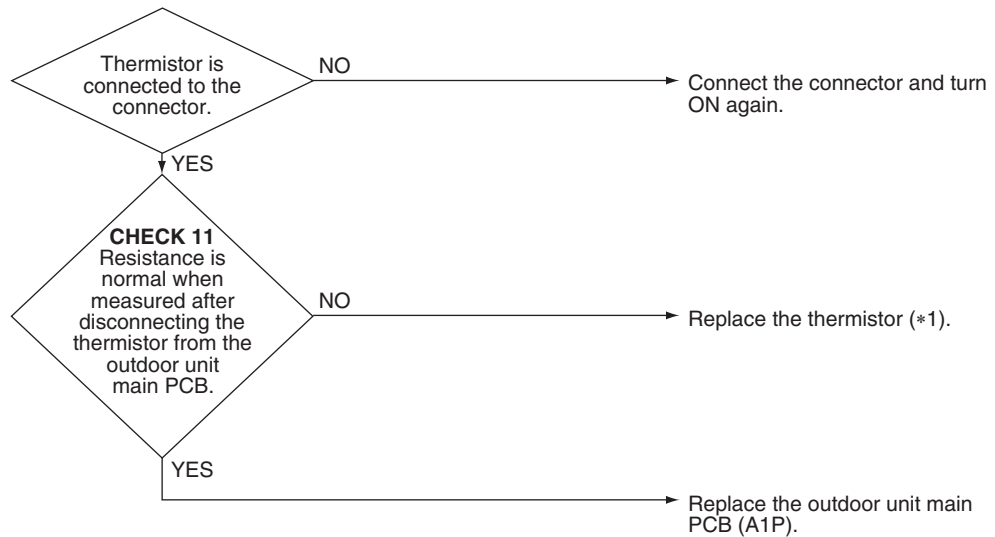 Thermistor is
connected to the
connector.
NO
Connect the connector and turn
ON again.
YES
CHECK 11
Resistance is
normal when
measured after
disconnecting the
thermistor from the
outdoor unit
main PCB.
NO
Replace the thermistor (*1).
YES
Replace the outdoor unit main
PCB (A1P).